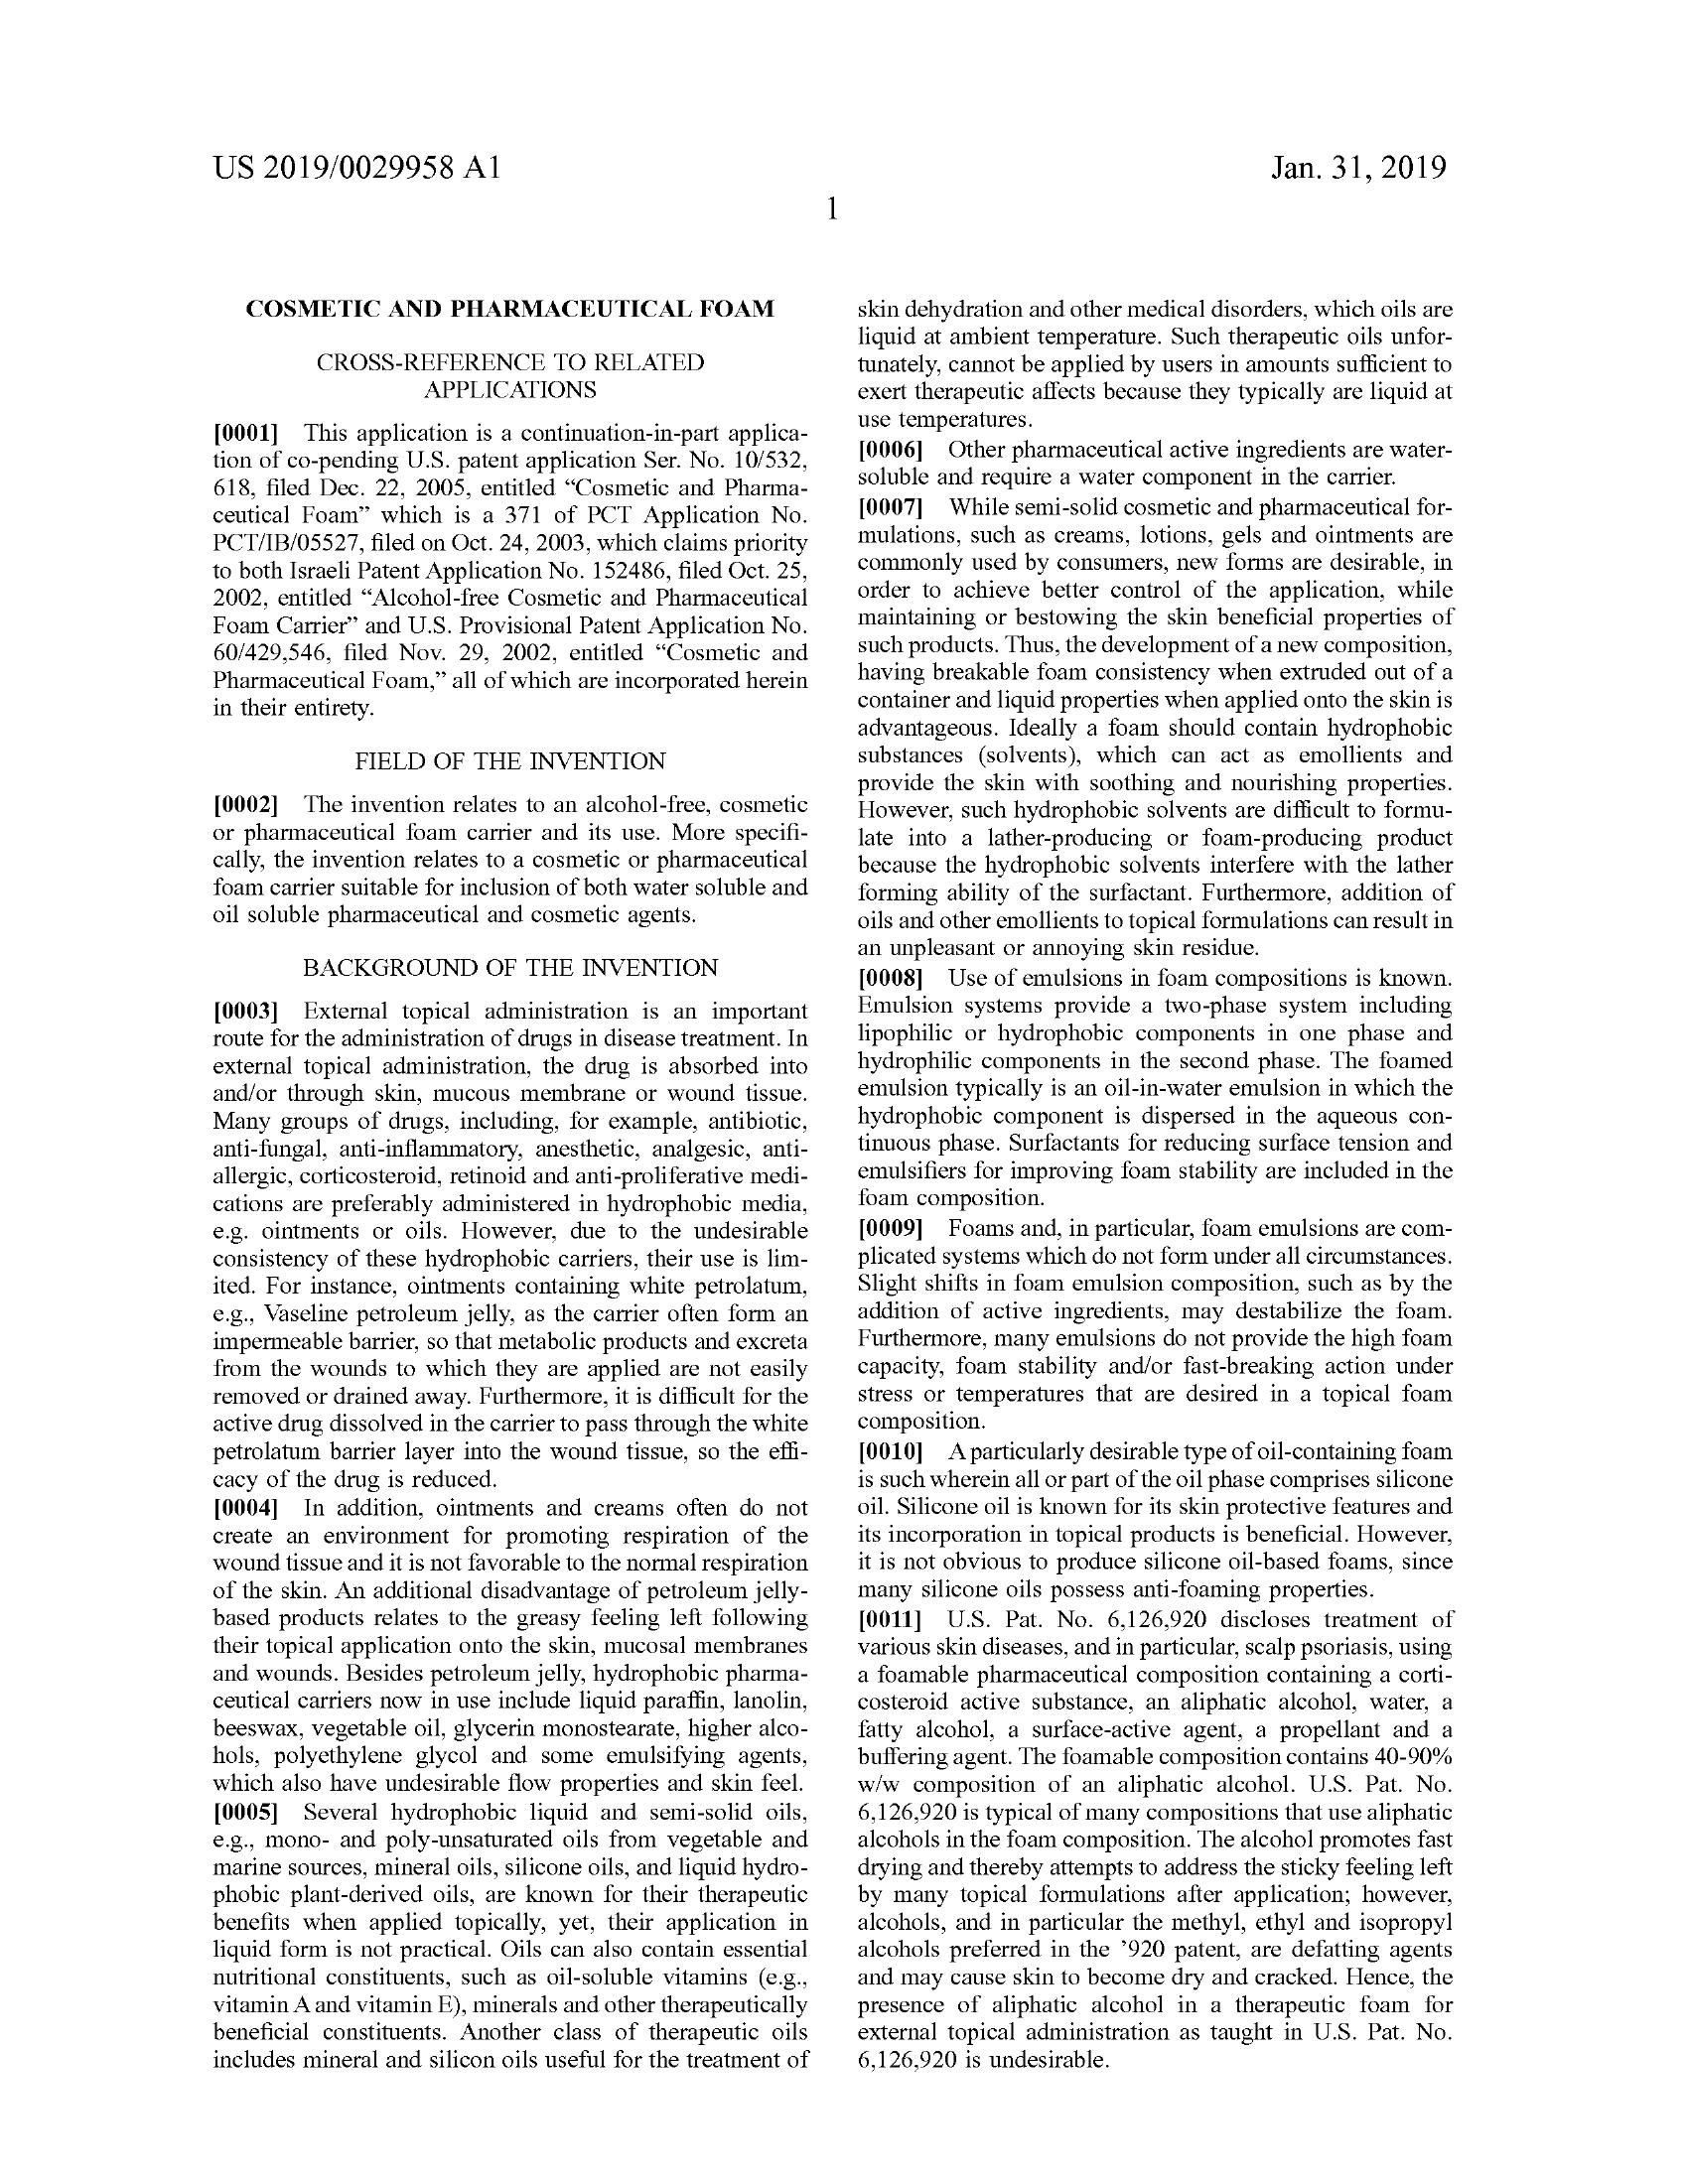 US 2019/0029958 A1
Jan. 31, 2019
1
COSMETIC AND PHARMACEUTICAL FOAM
CROSS-REFERENCE TO RELATED
APPLICATIONS
[0001] This application is a continuation-in-part applica-
tion of co-pending U.S. patent application Ser. No. 10/532,
618, filed Dec. 22, 2005, entitled “Cosmetic and Pharma-
ceutical Foam” which is a 371 of PCT Application No.
PCT/IB/05527, filed on Oct. 24, 2003, which claims priority
to both Israeli Patent Application No. 152486, filed Oct. 25,
2002, entitled “Alcohol-free Cosmetic and Pharmaceutical
Foam Carrier” and U.S. Provisional Patent Application No.
60/429,546, filed Nov. 29, 2002, entitled “Cosmetic and
Pharmaceutical Foam,” all of which are incorporated herein
in their entirety.
FIELD OF THE INVENTION
[0002] The invention relates to an alcohol-free, cosmetic
or pharmaceutical foam carrier and its use. More specifi-
cally, the invention relates to a cosmetic or pharmaceutical
foam carrier suitable for inclusion of both water soluble and
oil soluble pharmaceutical and cosmetic agents.
BACKGROUND OF THE INVENTION
[0003] External topical administration is an important
route for the administration of drugs in disease treatment. In
external topical administration, the drug is absorbed into
and/or through skin, mucous membrane or wound tissue.
Many groups of drugs, including, for example, antibiotic,
anti-fungal, anti-inflammatory, anesthetic, analgesic, anti-
allergic, corticosteroid, retinoid and anti-proliferative medi-
cations are preferably administered in hydrophobic media,
e.g. ointments or oils. However, due to the undesirable
consistency of these hydrophobic carriers, their use is lim-
ited. For instance, ointments containing white petrolatum,
e.g., Vaseline petroleum jelly, as the carrier often form an
impermeable barrier, so that metabolic products and excreta
from the wounds to which they are applied are not easily
removed or drained away. Furthermore, it is difficult for the
active drug dissolved in the carrier to pass through the white
petrolatum barrier layer into the wound tissue, so the effi-
cacy of the drug is reduced.
[0004] In addition, ointments and creams often do not
create an environment for promoting respiration of the
wound tissue and it is not favorable to the normal respiration
of the skin. An additional disadvantage of petroleum jelly-
based products relates to the greasy feeling left following
their topical application onto the skin, mucosal membranes
and wounds. Besides petroleum jelly, hydrophobic pharma-
ceutical carriers now in use include liquid paraffin, lanolin,
beeswax, vegetable oil, glycerin monostearate, higher alco-
hols, polyethylene glycol and some emulsifying agents,
which also have undesirable flow properties and skin feel.
[0005] Several hydrophobic liquid and semi-solid oils,
e.g., mono- and poly-unsaturated oils from vegetable and
marine sources, mineral oils, silicone oils, and liquid hydro-
phobic plant-derived oils, are known for their therapeutic
benefits when applied topically, yet, their application in
liquid form is not practical. Oils can also contain essential
nutritional constituents, such as oil-soluble vitamins (e.g.,
vitamin A and vitamin E), minerals and other therapeutically
beneficial constituents. Another class of therapeutic oils
includes mineral and silicon oils useful for the treatment of
skin dehydration and other medical disorders, which oils are
liquid at ambient temperature. Such therapeutic oils unfor-
tunately, cannot be applied by users in amounts sufficient to
exert therapeutic affects because they typically are liquid at
use temperatures.
[0006] Other pharmaceutical active ingredients are water-
soluble and require a water component in the carrier.
[0007] While semi-solid cosmetic and pharmaceutical for-
mulations, such as creams, lotions, gels and ointments are
commonly used by consumers, new forms are desirable, in
order to achieve better control of the application, while
maintaining or bestowing the skin beneficial properties of
such products. Thus, the development of a new composition,
having breakable foam consistency when extruded out of a
container and liquid properties when applied onto the skin is
advantageous. Ideally a foam should contain hydrophobic
substances (solvents), which can act as emollients and
provide the skin with soothing and nourishing properties.
However, such hydrophobic solvents are difficult to formu-
late into a lather-producing or foam-producing product
because the hydrophobic solvents interfere with the lather
forming ability of the surfactant. Furthermore, addition of
oils and other emollients to topical formulations can result in
an unpleasant or annoying skin residue.
[0008] Use of emulsions in foam compositions is known.
Emulsion systems provide a two-phase system including
lipophilic or hydrophobic components in one phase and
hydrophilic components in the second phase. The foamed
emulsion typically is an oil-in-water emulsion in which the
hydrophobic component is dispersed in the aqueous con-
tinuous phase. Surfactants for reducing surface tension and
emulsifiers for improving foam stability are included in the
foam composition.
[0009] Foams and, in particular, foam emulsions are com-
plicated systems which do not form under all circumstances.
Slight shifts in foam emulsion composition, such as by the
addition of active ingredients, may destabilize the foam.
Furthermore, many emulsions do not provide the high foam
capacity, foam stability and/or fast-breaking action under
stress or temperatures that are desired in a topical foam
composition.
[0010] A particularly desirable type of oil-containing foam
is such wherein all or part of the oil phase comprises silicone
oil. Silicone oil is known for its skin protective features and
its incorporation in topical products is beneficial. However,
it is not obvious to produce silicone oil-based foams, since
many silicone oils possess anti-foaming properties.
[0011] U.S. Pat. No. 6,126,920 discloses treatment of
various skin diseases, and in particular, scalp psoriasis, using
a foamable pharmaceutical composition containing a corti-
costeroid active substance, an aliphatic alcohol, water, a
fatty alcohol, a surface-active agent, a propellant and a
buffering agent. The foamable composition contains 40-90%
w/w composition of an aliphatic alcohol. U.S. Pat. No.
6,126,920 is typical of many compositions that use aliphatic
alcohols in the foam composition. The alcohol promotes fast
drying and thereby attempts to address the sticky feeling left
by many topical formulations after application; however,
alcohols, and in particular the methyl, ethyl and isopropyl
alcohols preferred in the ’920 patent, are defatting agents
and may cause skin to become dry and cracked. Hence, the
presence of aliphatic alcohol in a therapeutic foam for
external topical administration as taught in U.S. Pat. No.
6,126,920 is undesirable.